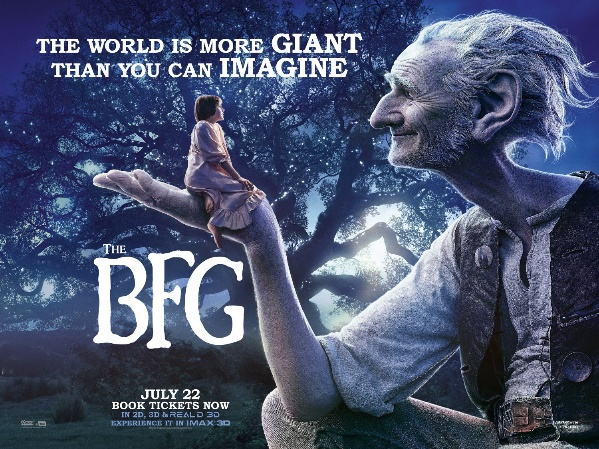 THE WORLD IS MORE GIANT
THAN YOU CAN IMAGINE
THE
BFG
JULY 22
BOOK TICKETS NOW
IN 2D, 3D & REALD 3D
EXPERIENCE IT IN IMAX 3D